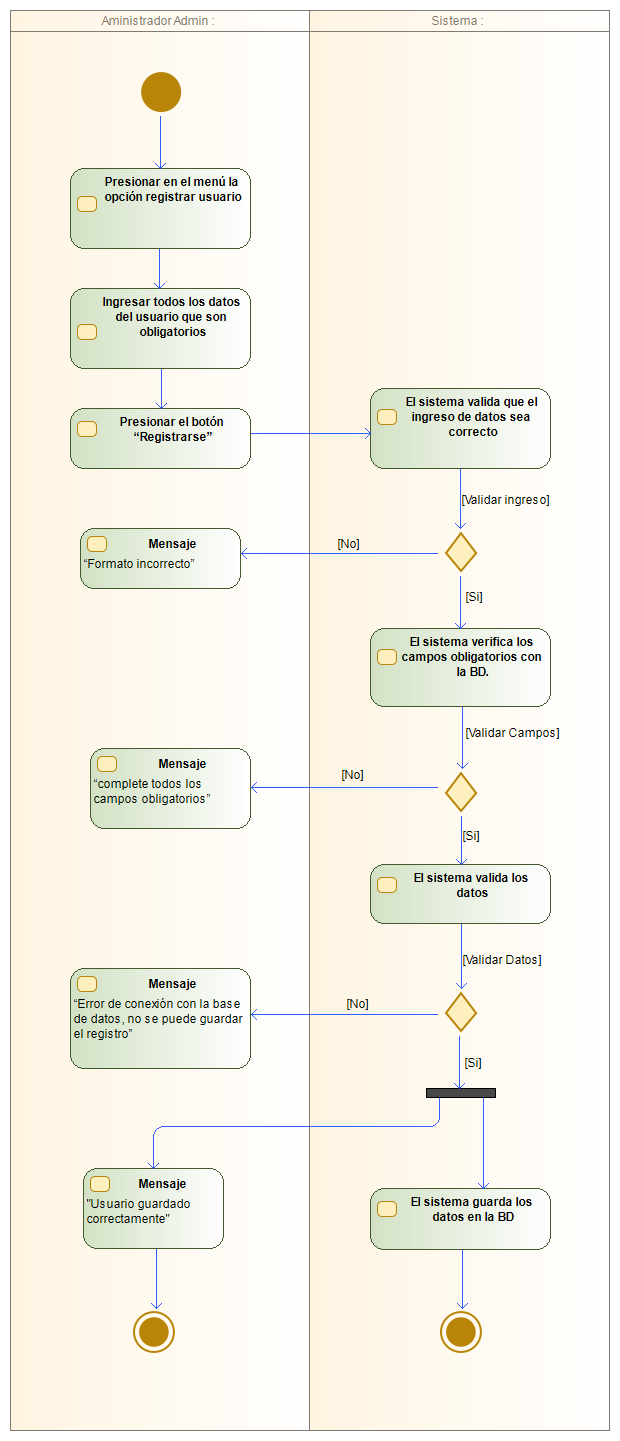 Aministrador Admin :
Sistema :
Presionar en el menú la
opción registrar usuario
Ingresar todos los datos
del usuario que son
obligatorios
Presionar el botón
“Registrarse”
El sistema valida que el
ingreso de datos sea
correcto
[Validar ingreso]
[No]
Mensaje
“Formato incorrecto”
[Si]
El sistema verifica los
campos obligatorios con
la BD.
[Validar Campos]
[No]
Mensaje
“complete todos los
campos obligatorios”
[Si]
El sistema valida los
datos
[Validar Datos]
[No]
Mensaje
“Error de conexión con la base
de datos, no se puede guardar
el registro”
[Si]
Mensaje
"Usuario guardado
correctamente"
El sistema guarda los
datos en la BD